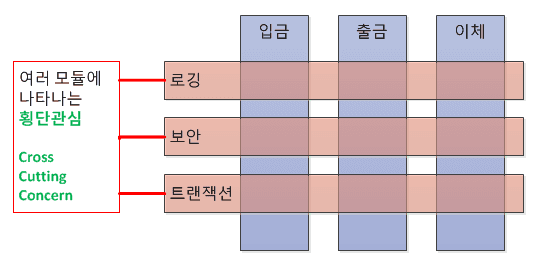 입금 출금 이체
여러 모듈에
나타나는
횡단관심
Cross
Cutting
Concern
로깅
보안
트랜잭션